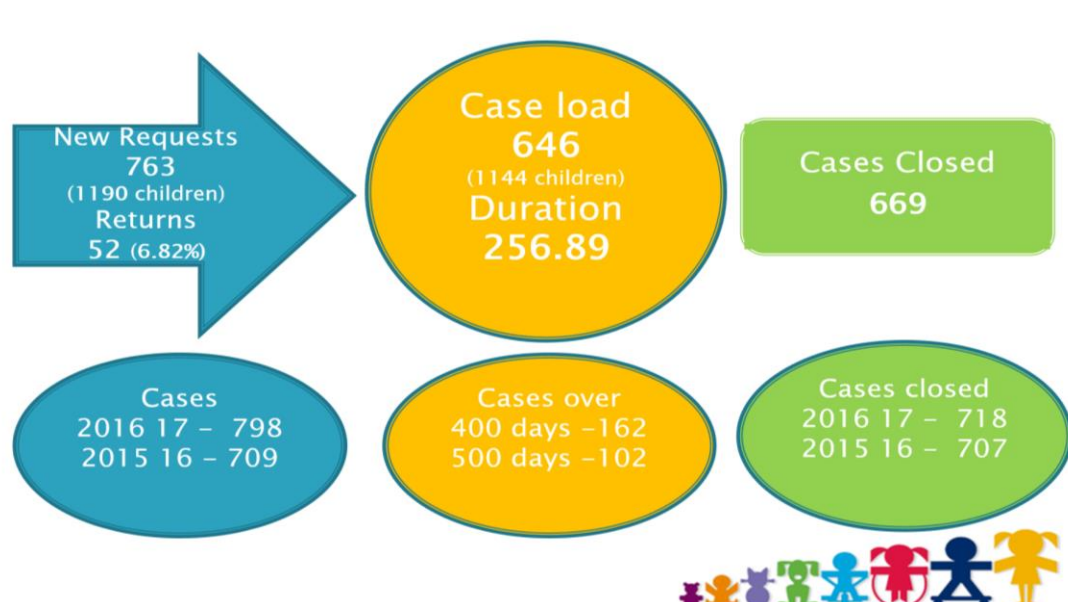 New Requests
763
(1190 children)
Returns
52 (6.82%)
Case load
646
(1144 children)
Duration
256.89
Cases Closed
669
Cases
2016 17 – 798
2015 16 – 709
Cases over
400 days –162
500 days –102
Cases closed
2016 17 – 718
2015 16 – 707